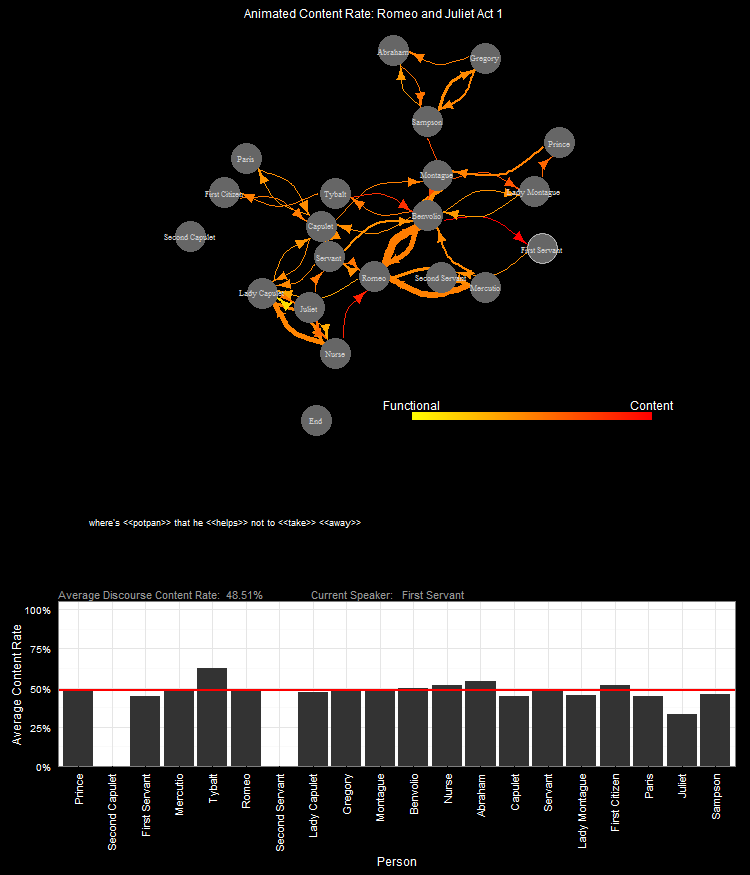 Animated Content Rate: Romeo and Juliet Act 1
Abraham
Gregory
Sampson
Prince
Paris
Montague
First Citizen
Tybalt
Lady Montague
Benvolio
Capulet
Second Capulet
First Servant
Servant
Romeo
Second Servant
Mercutio
Lady Capulet
Juliet
Nurse
Functional
Content
End
where's <<potpan>> that he <<helps>> not to <<take>> <<away>>
Average Discourse Content Rate: 48.51% Current Speaker: First Servant
100%
75%
50%
25%
0%
Average Content Rate
Prince
Second Capulet
First Servant
Mercutio
Tybalt
Romeo
Second Servant
Lady Capulet
Gregory
Montague
Benvolio
Nurse
Abraham
Capulet
Servant
Lady Montague
First Citizen
Paris
Juliet
Sampson
Person